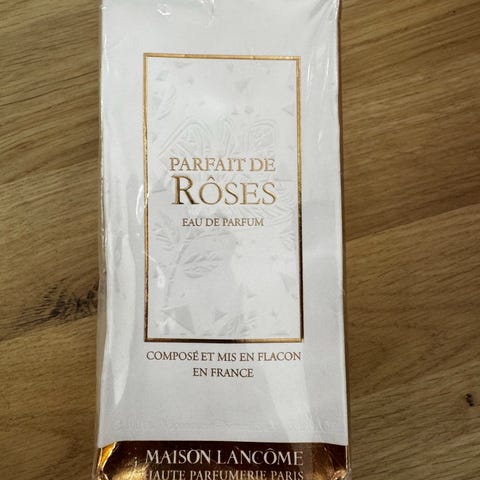 PARFAIT DE
RÔSES
EAU DE PARFUM
COMPOSÉ ET MIS EN FLACON
EN FRANCE
MAISON LANCÔME
HAUTE PARFUMERIE PARIS